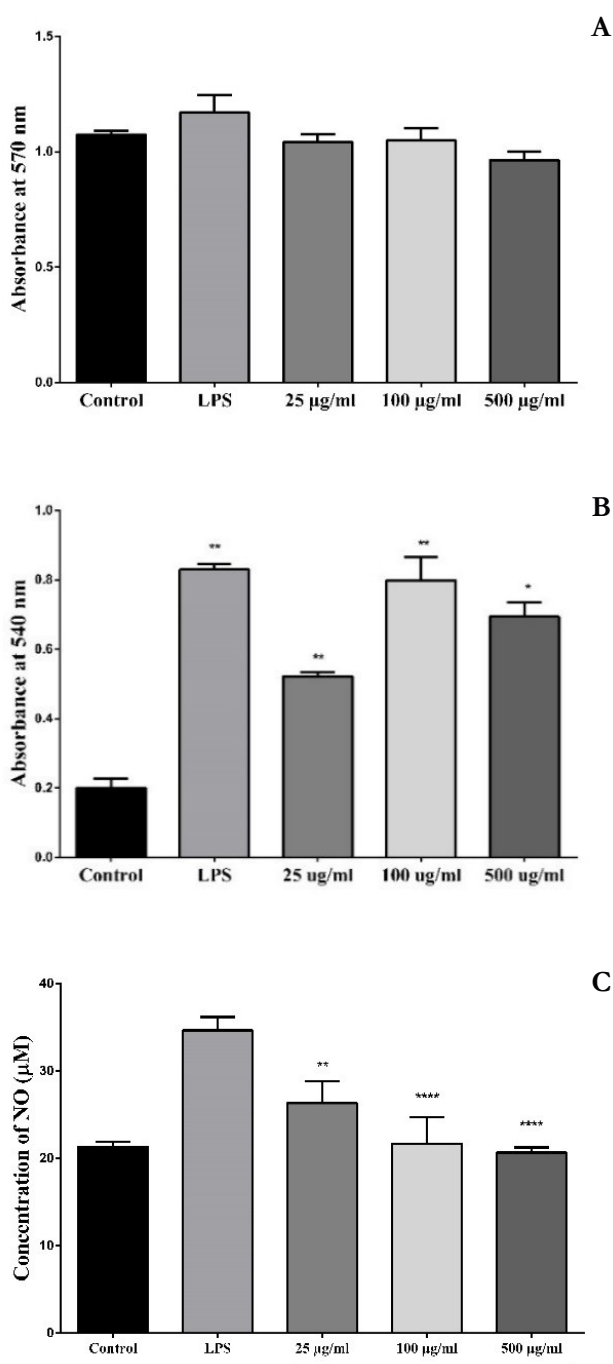 A
1.5
1.0
0.5
0.0
Absorbance at 570 nm
Control LPS 25 µg/ml 100 µg/ml 500 µg/ml
B
1.0
0.8
0.6
0.4
0.2
0.0
Absorbance at 540 nm
** ** ** *
Control LPS 25 ug/ml 100 ug/ml 500 ug/ml
C
40
30
20
10
0
Concentration of NO (µM)
** **** ****
Control LPS 25 µg/ml 100 µg/ml 500 µg/ml